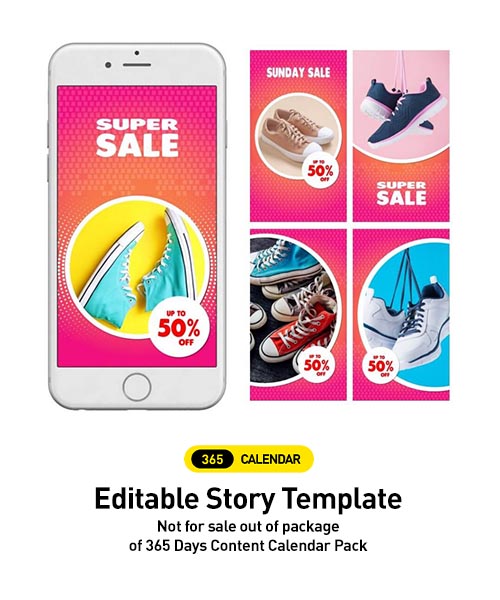 SUPER
SALE
UP TO
50%
OFF
SUNDAY SALE
UP TO
50%
OFF
SUPER
SALE
UP TO
50%
OFF
UP TO
50%
OFF
365 CALENDAR
Editable Story Template
Not for sale out of package
of 365 Days Content Calendar Pack